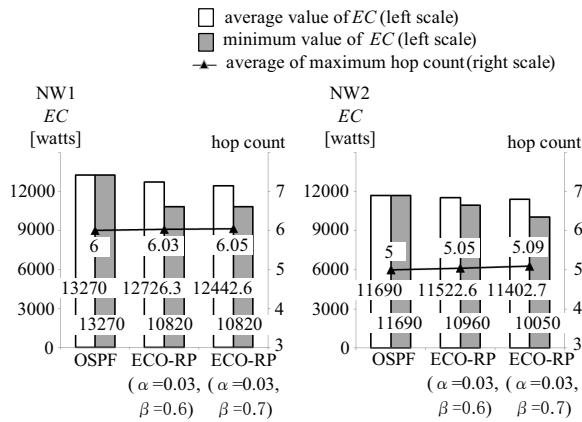 average value of EC (left scale)
minimum value of EC (left scale)
average of maximum hop count(right scale)
NW1
EC
[watts]
hop count
12000
9000
6000
3000
0
7
6
5
4
3
6
6.03
6.05
13270
12726.3
12442.6
13270
10820
10820
OSPF
ECO-RP
(α=0.03,
β=0.6)
ECO-RP
(α=0.03,
β=0.7)
NW2
EC
[watts]
hop count
12000
9000
6000
3000
0
7
6
5
4
3
5
5.05
5.09
11690
11522.6
11402.7
11690
10960
10050
OSPF
ECO-RP
(α=0.03,
β=0.6)
ECO-RP
(α=0.03,
β=0.7)